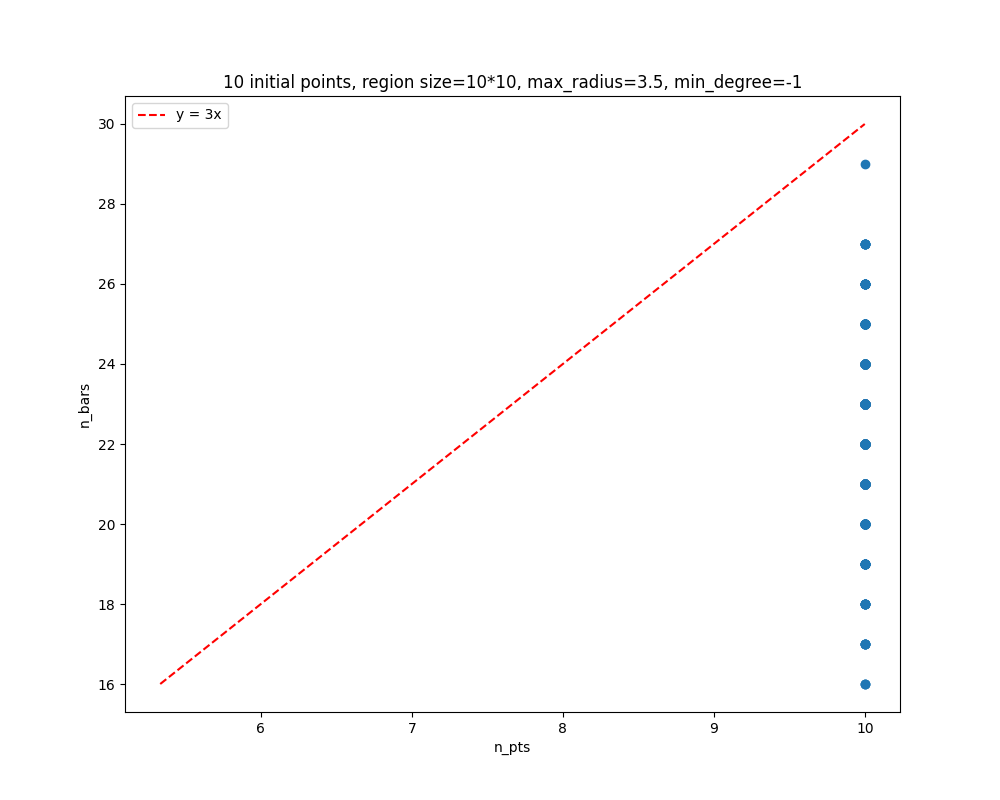 10 initial points, region size=10*10, max_radius=3.5, min_degree=-1
y = 3x
30
28
26
24
22
20
18
16
n_bars
6 7 8 9 10
n_pts